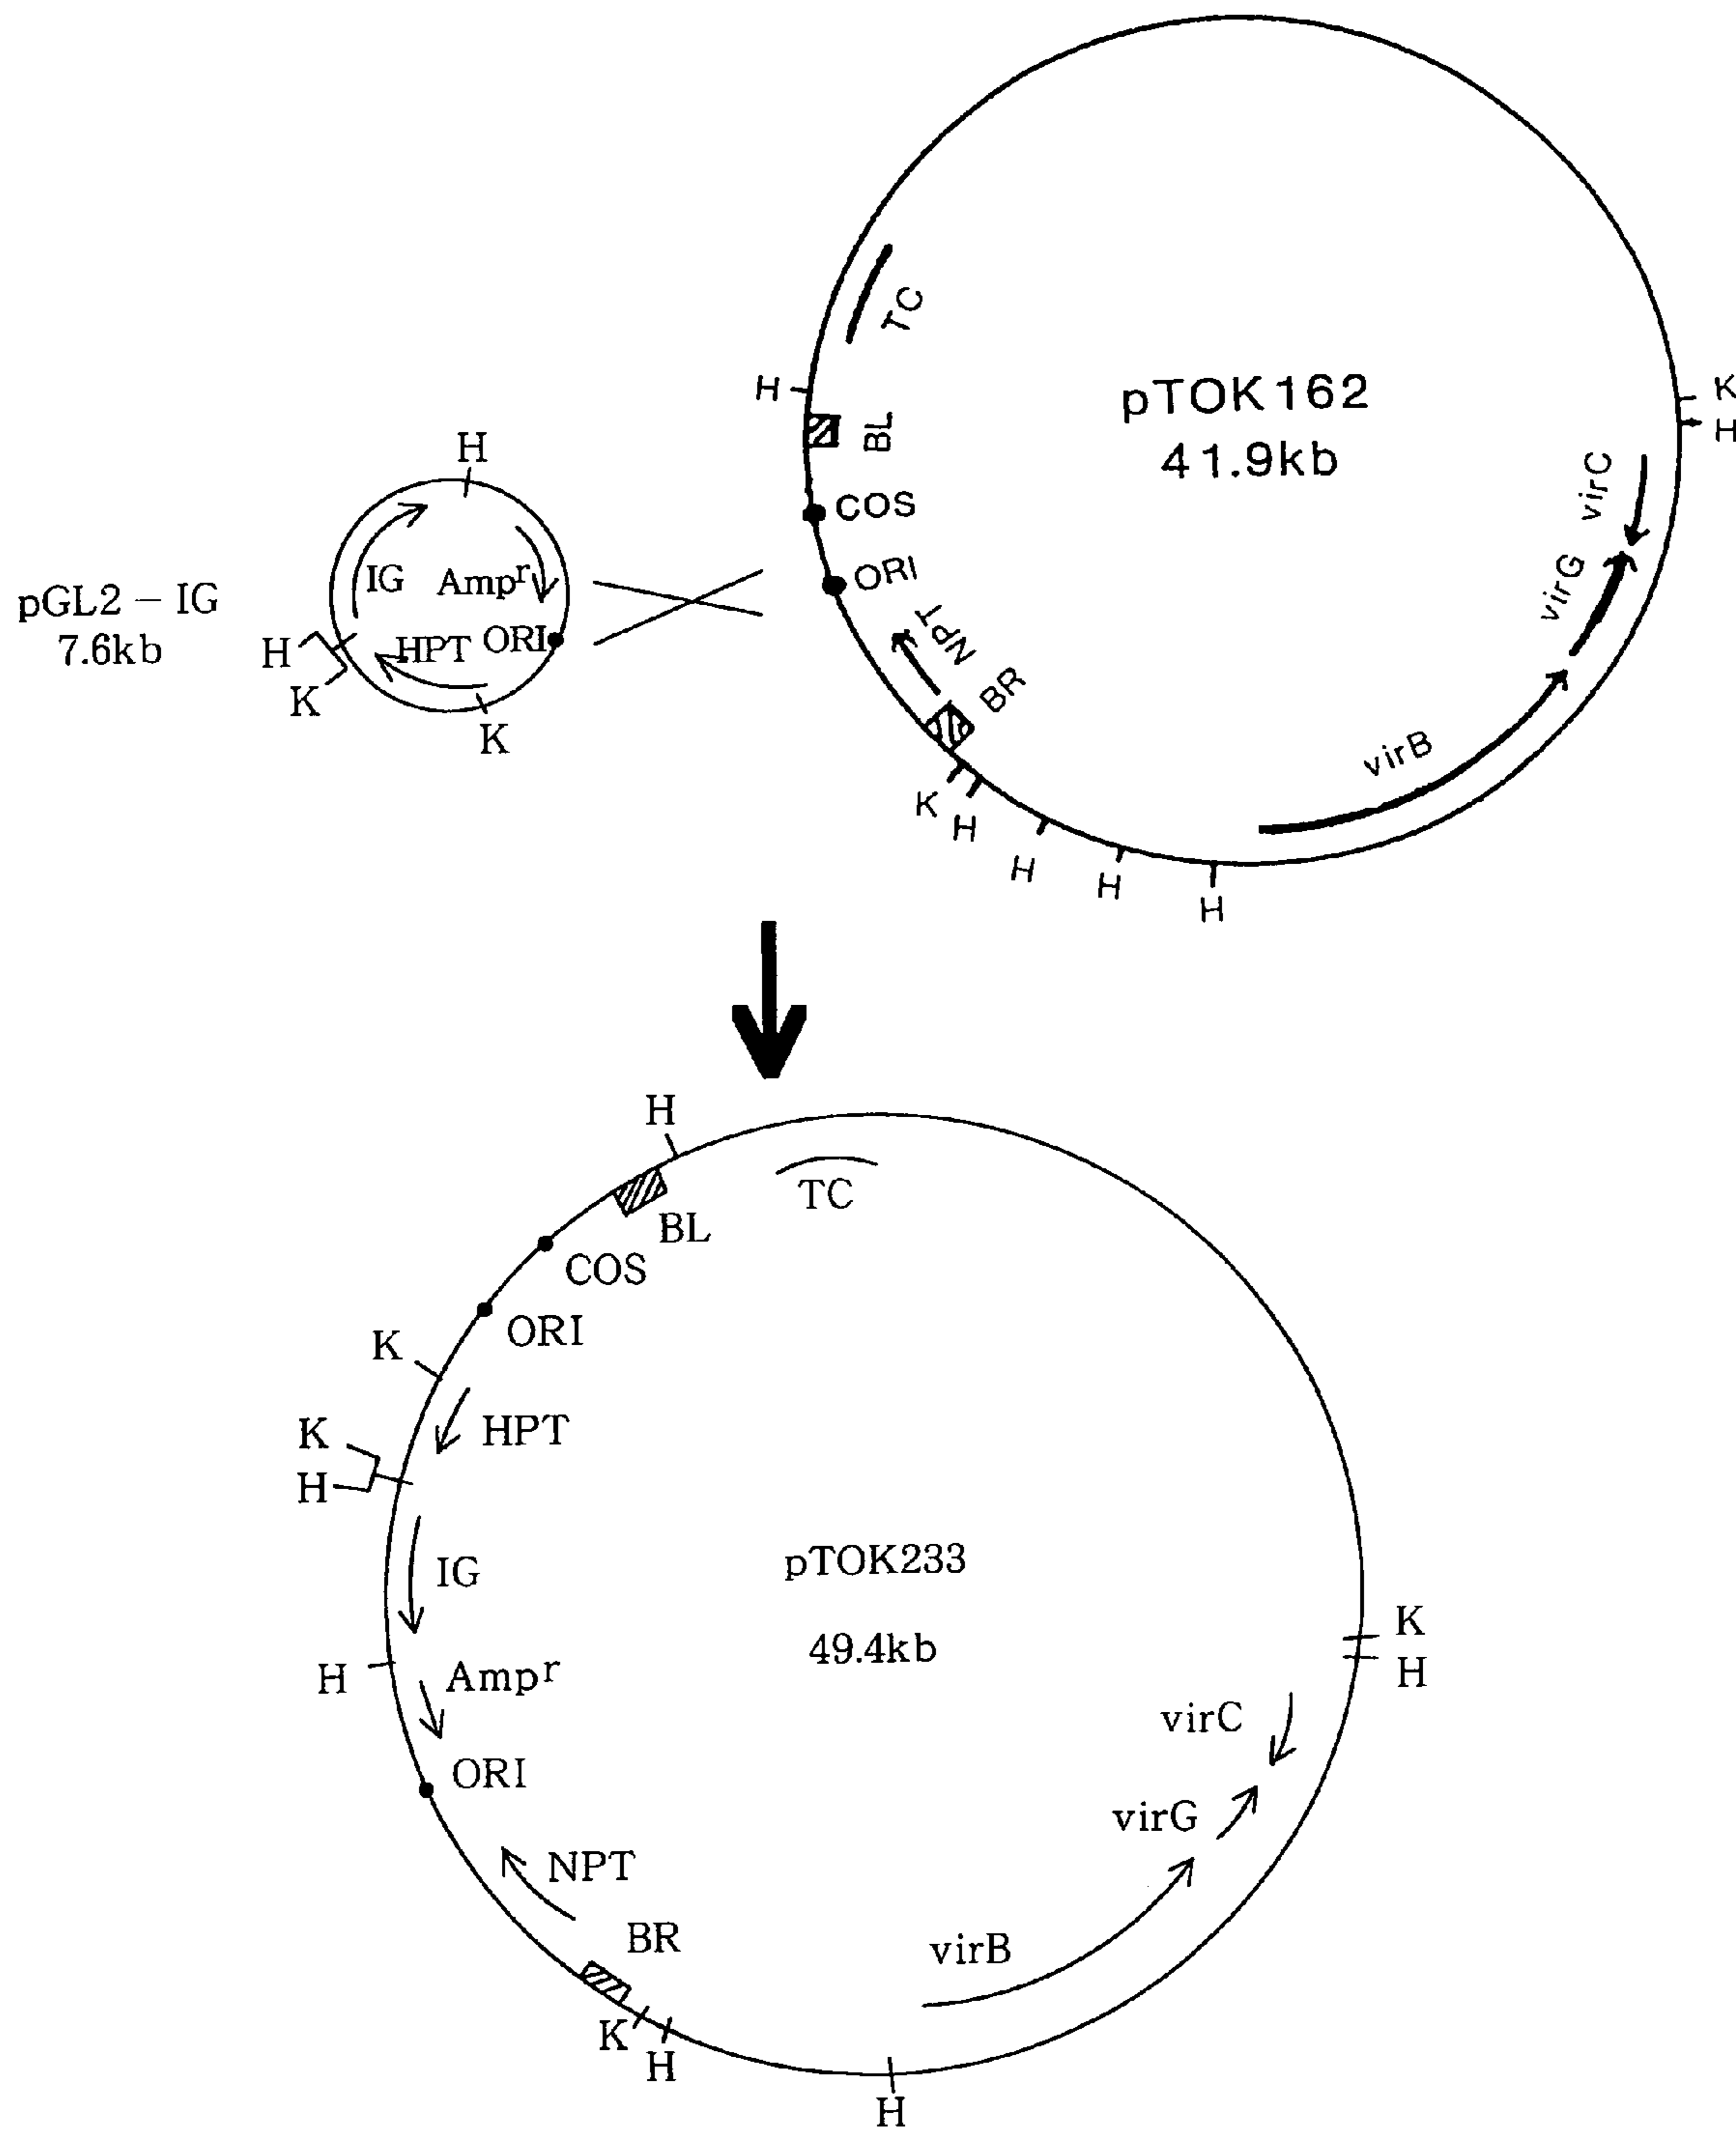 TC
H
BL
COS
ORI
NPT
BR
K
H
H
H
H
pTOK162
41.9kb
K
H
virC
virG
virB
pGL2 – IG
7.6kb
H
IG
Ampr
HPT
ORI
H
K
K
H
TC
BL
COS
ORI
K
HPT
K
H
IG
pTOK233
49.4kb
H
Ampr
ORI
NPT
BR
K
H
H
virB
virG
virC
K
H